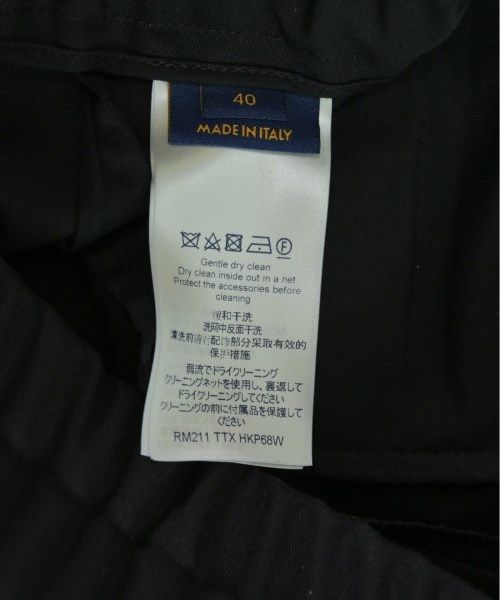 40
MADE IN ITALY
F
Gentle dry clean
Dry clean inside out in a net
Protect the accessories before
cleaning
缓和干洗
洗网中反面干洗
清洗前请在配饰部分采取有效的
保护措施
弱流でドライクリーニング
クリーニングネットを使用し、裏返して
ドライクリーニングしてください
クリーニングの前に付属品を保護して
ください
RM211 TTX HKP68W